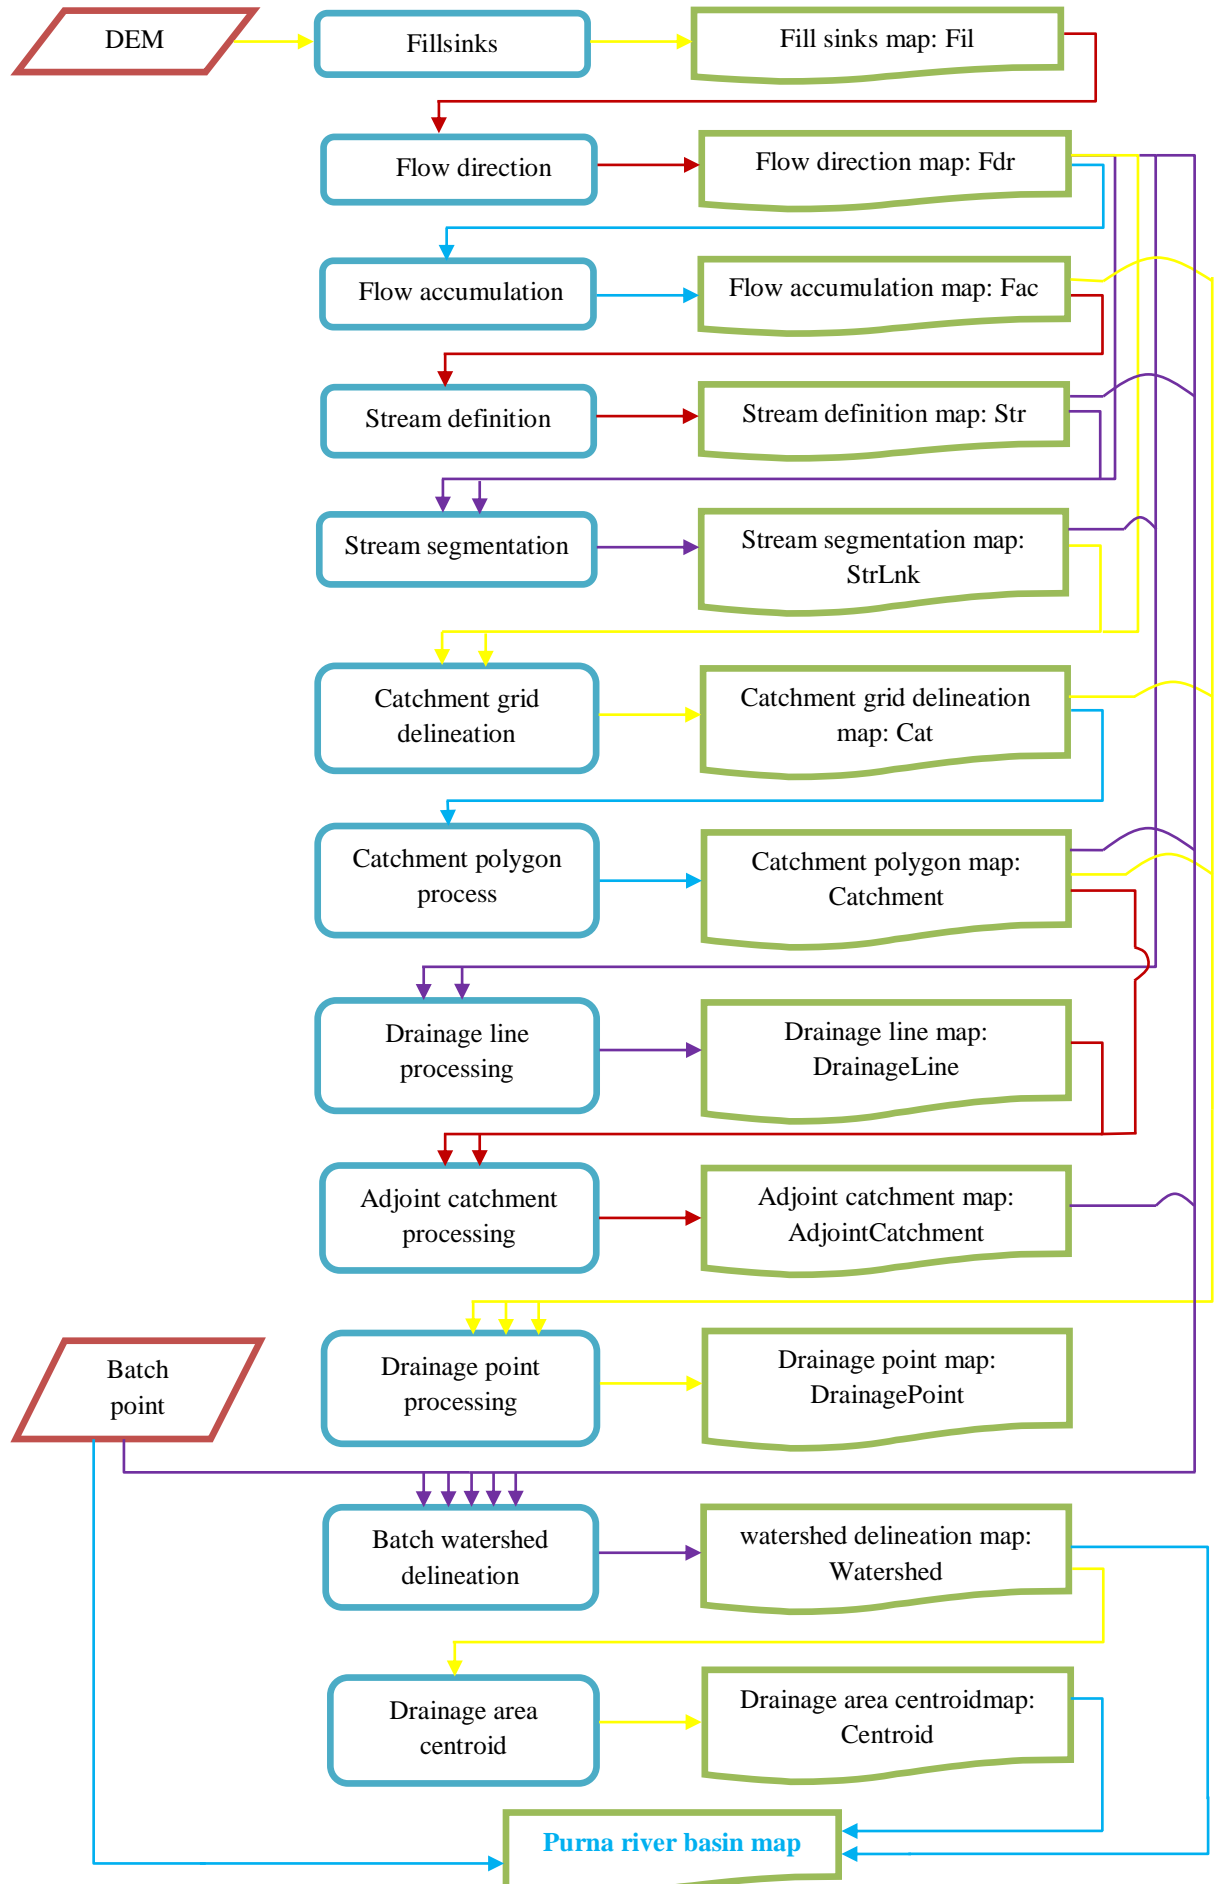 DEM
Fillsinks
Fill sinks map: Fil
Flow direction
Flow direction map: Fdr
Flow accumulation
Flow accumulation map: Fac
Stream definition
Stream definition map: Str
Stream segmentation
Stream segmentation map:
StrLnk
Catchment grid
delineation
Catchment grid delineation
map: Cat
Catchment polygon
process
Catchment polygon map:
Catchment
Drainage line
processing
Drainage line map:
DrainageLine
Adjoint catchment
processing
Adjoint catchment map:
AdjointCatchment
Batch
point
Drainage point
processing
Drainage point map:
DrainagePoint
Batch watershed
delineation
watershed delineation map:
Watershed
Drainage area
centroid
Drainage area centroidmap:
Centroid
Purna river basin map